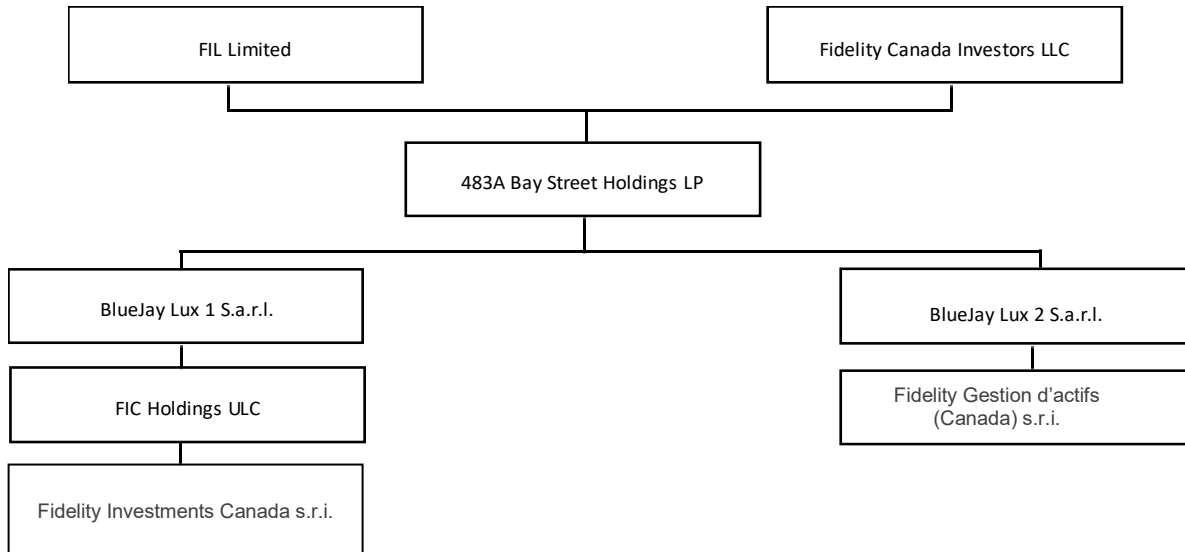 FIL Limited
Fidelity Canada Investors LLC
483A Bay Street Holdings LP
BlueJay Lux 1 S.a.r.l.
BlueJay Lux 2 S.a.r.l.
FIC Holdings ULC
Fidelity Gestion d’actifs
(Canada) s.r.i.
Fidelity Investments Canada s.r.i.